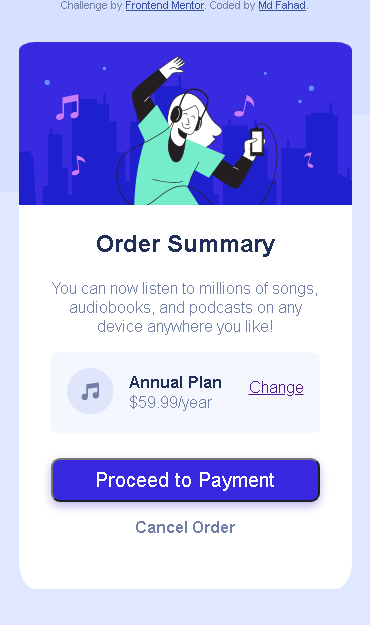 Challenge by Frontend Mentor. Coded by Md Fahad.
Order Summary
You can now listen to millions of songs,
audiobooks, and podcasts on any
device anywhere you like!
Annual Plan
Change
$59.99/year
Proceed to Payment
Cancel Order